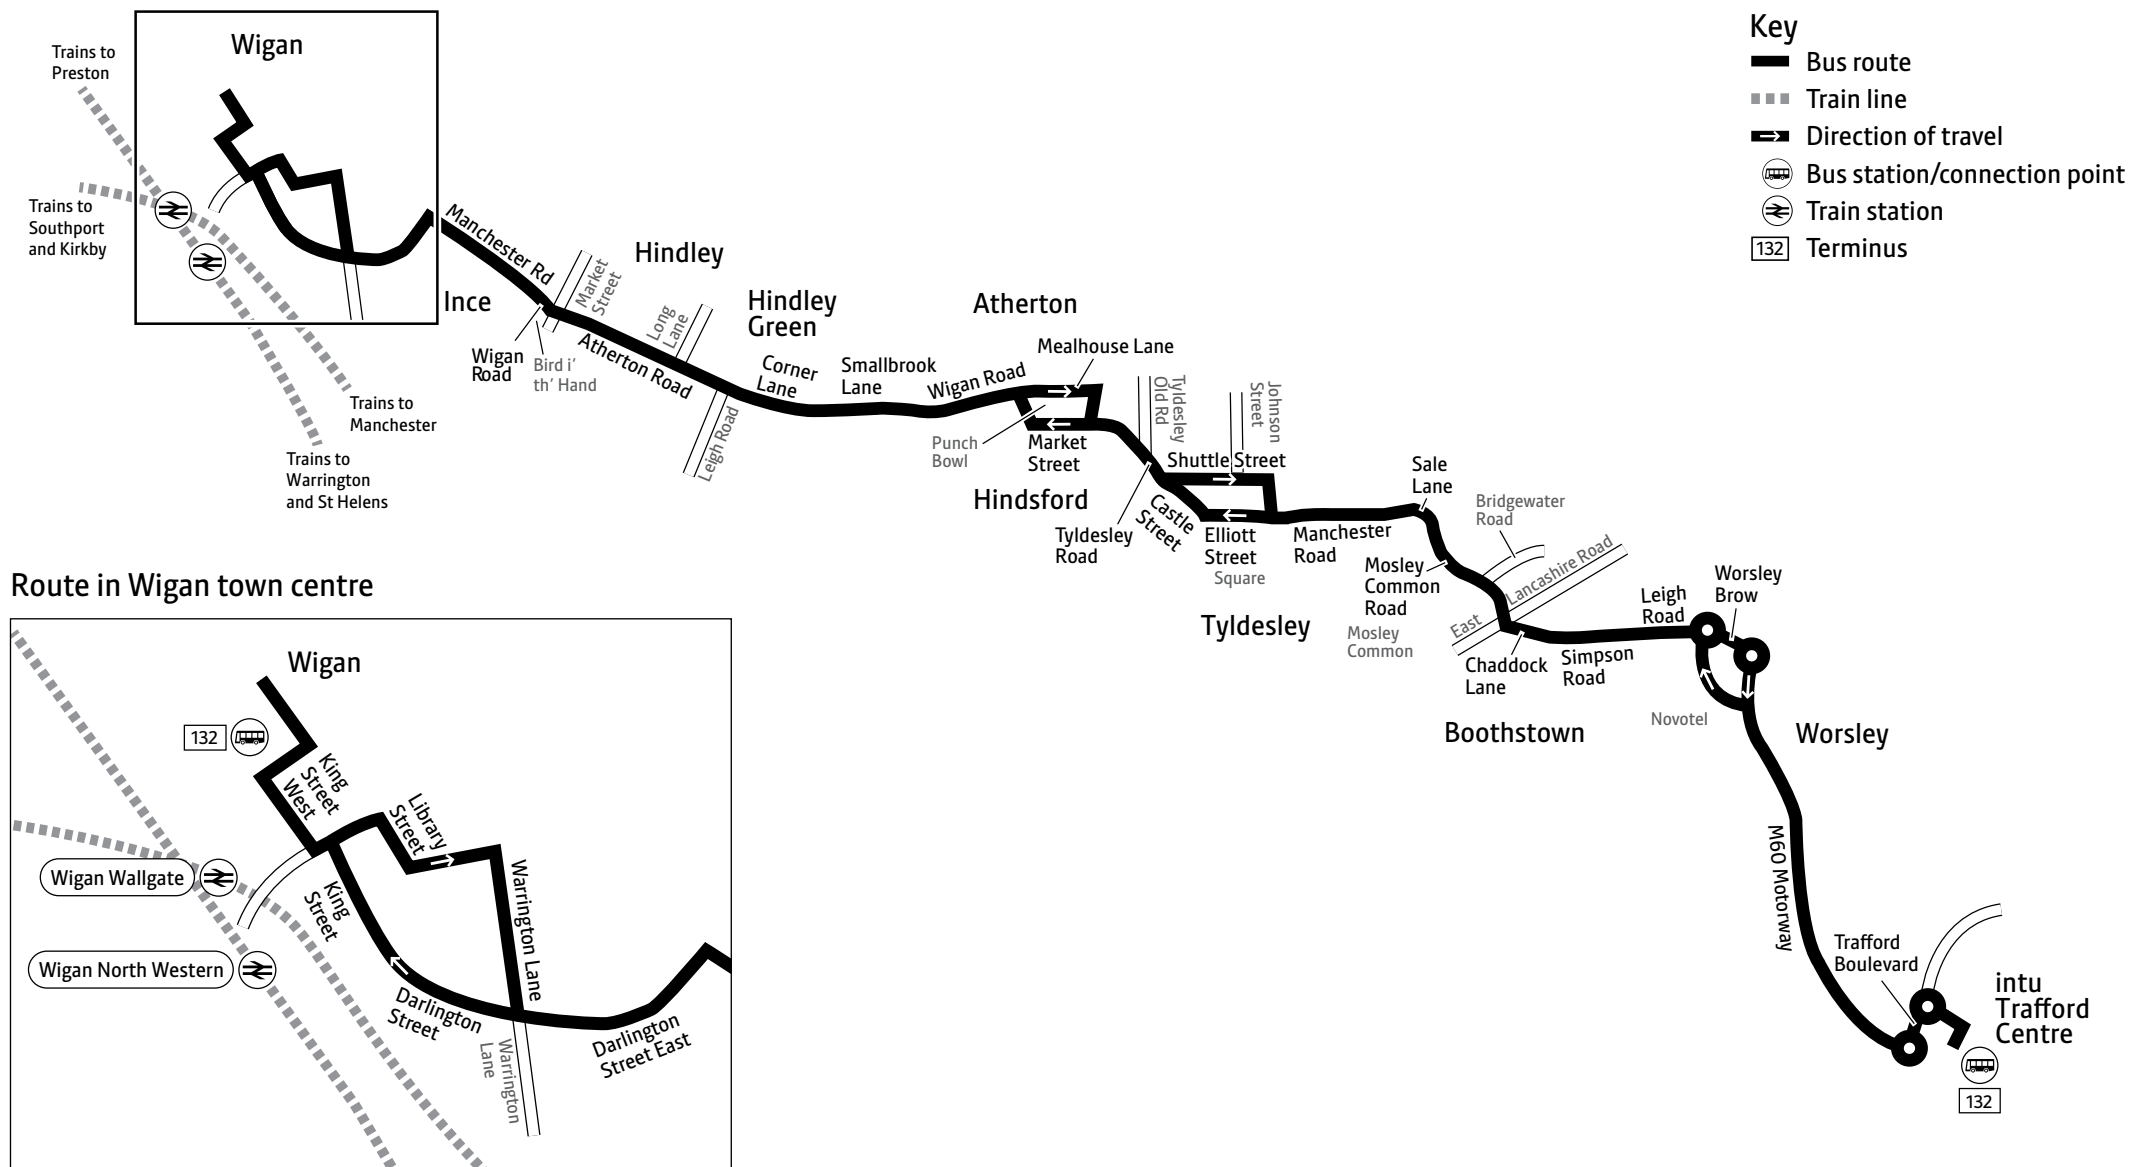 Wigan
Trains to
Preston
Trains to
Southport
and Kirkby
Trains to
Manchester
Trains to
Warrington
and St Helens
Manchester Rd
Ince
Market
Street
Hindley
Wigan
Road
Bird i’
th’ Hand
Atherton Road
Long
Lane
Leigh Road
Hindley
Green
Corner
Lane
Smallbrook
Lane
Wigan Road
Atherton
Mealhouse Lane
Punch
Bowl
Market
Street
Hindsford
Tyldesley
Old Rd
Tyldesley
Road
Shuttle Street
Johnson
Street
Castle
Street
Elliott
Street
Square
Tyldesley
Manchester
Road
Sale
Lane
Mosley
Common
Road
Mosley
Common
Bridgewater
Road
East
Lancashire Road
Chaddock
Lane
Simpson
Road
Boothstown
Leigh
Road
Worsley
Brow
Novotel
Worsley
M60 Motorway
Trafford
Boulevard
intu
Trafford
Centre
132
Key
Bus route
Train line
Direction of travel
Bus station/connection point
Train station
132
Terminus
Route in Wigan town centre
Wigan
132
King
Street
West
Library
Street
Wigan Wallgate
Wigan North Western
King
Street
Warrington Lane
Darlington
Street
Warrington
Lane
Darlington
Street East